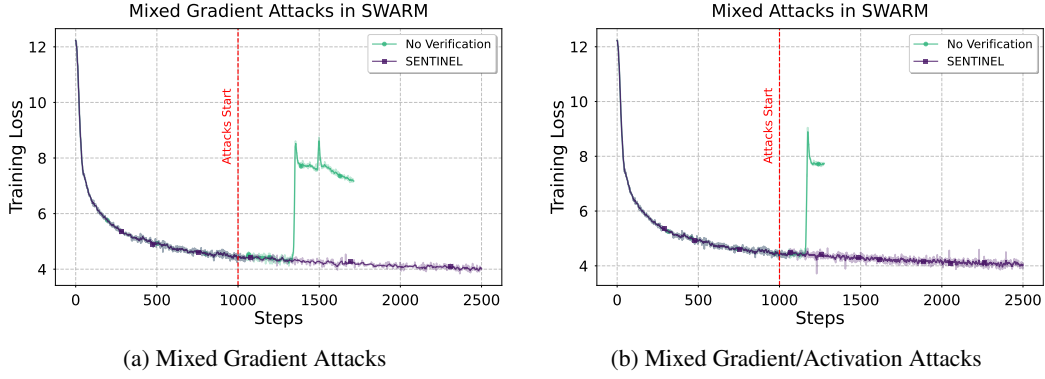 Mixed Gradient Attacks in SWARM
12
10
8
6
4
Training Loss
Attacks Start
No Verification
SENTINEL
0 500 1000 1500 2000 2500
Steps
(a) Mixed Gradient Attacks
Mixed Attacks in SWARM
12
10
8
6
4
Training Loss
Attacks Start
No Verification
SENTINEL
0 500 1000 1500 2000 2500
Steps
(b) Mixed Gradient/Activation Attacks